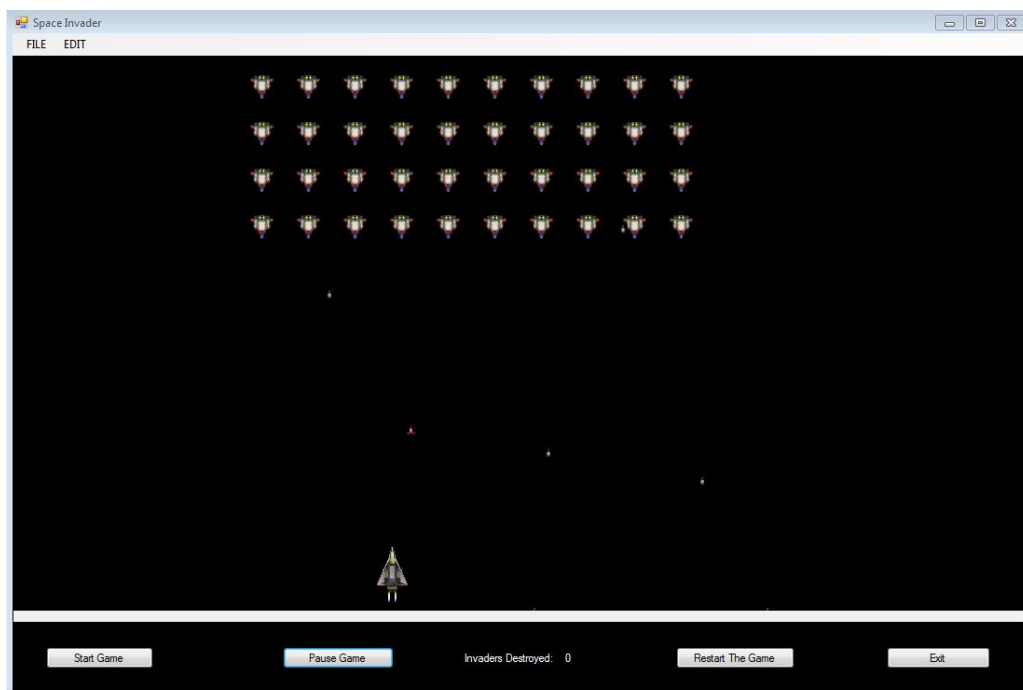 Space Invader
FILE EDIT
Start Game Pause Game Invaders Destroyed: 0 Restart The Game Exit